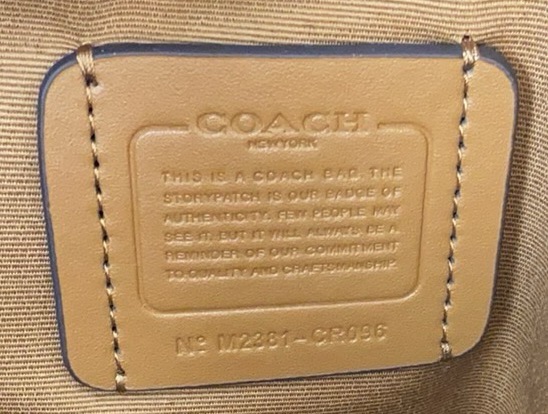 COACH
NEW YORK
THIS IS A COACH BAG. THE
STORYPATCH IS OUR BADGE OF
AUTHENTICITY. FEW PEOPLE MAY
SEE IT, BUT IT WILL ALWAYS BE A
REMINDER OF OUR COMMITMENT
TO QUALITY AND CRAFTSMANSHIP.
Nº M2381-CR096